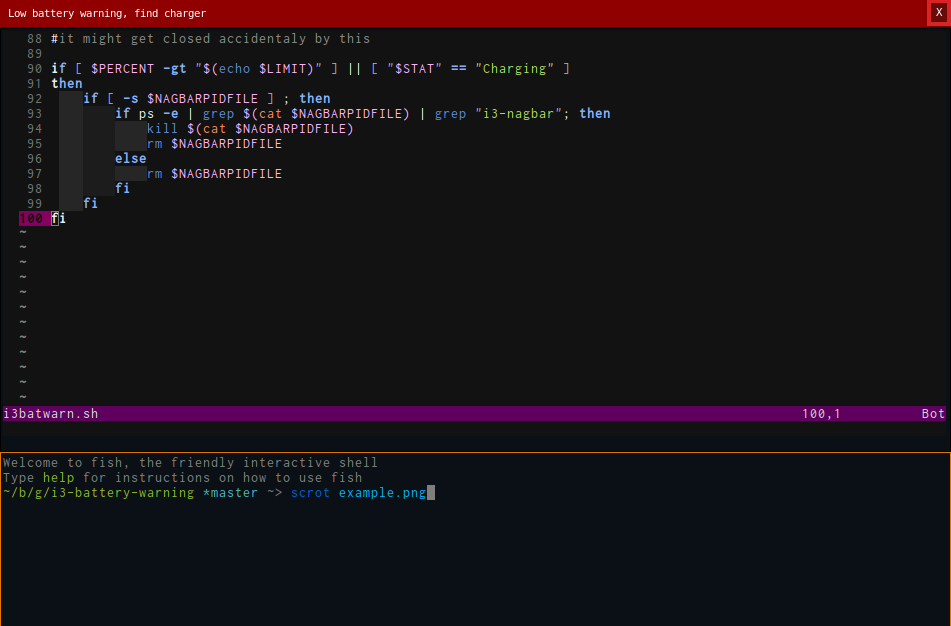 Low battery warning, find charger
X
88 #it might get closed accidentaly by this
89
90 if [ $PERCENT -gt "$(echo $LIMIT)" ] || [ "$STAT" == "Charging" ]
91 then
92     if [ -s $NAGBARPIDFILE ] ; then
93         if ps -e | grep $(cat $NAGBARPIDFILE) | grep "i3-nagbar"; then
94             kill $(cat $NAGBARPIDFILE)
95             rm $NAGBARPIDFILE
96         else
97             rm $NAGBARPIDFILE
98         fi
99     fi
100 fi
~
~
~
~
~
~
~
~
~
~
~
~
i3batwarn.sh 100,1 Bot
Welcome to fish, the friendly interactive shell
Type help for instructions on how to use fish
~/b/g/i3-battery-warning *master ~> scrot example.png